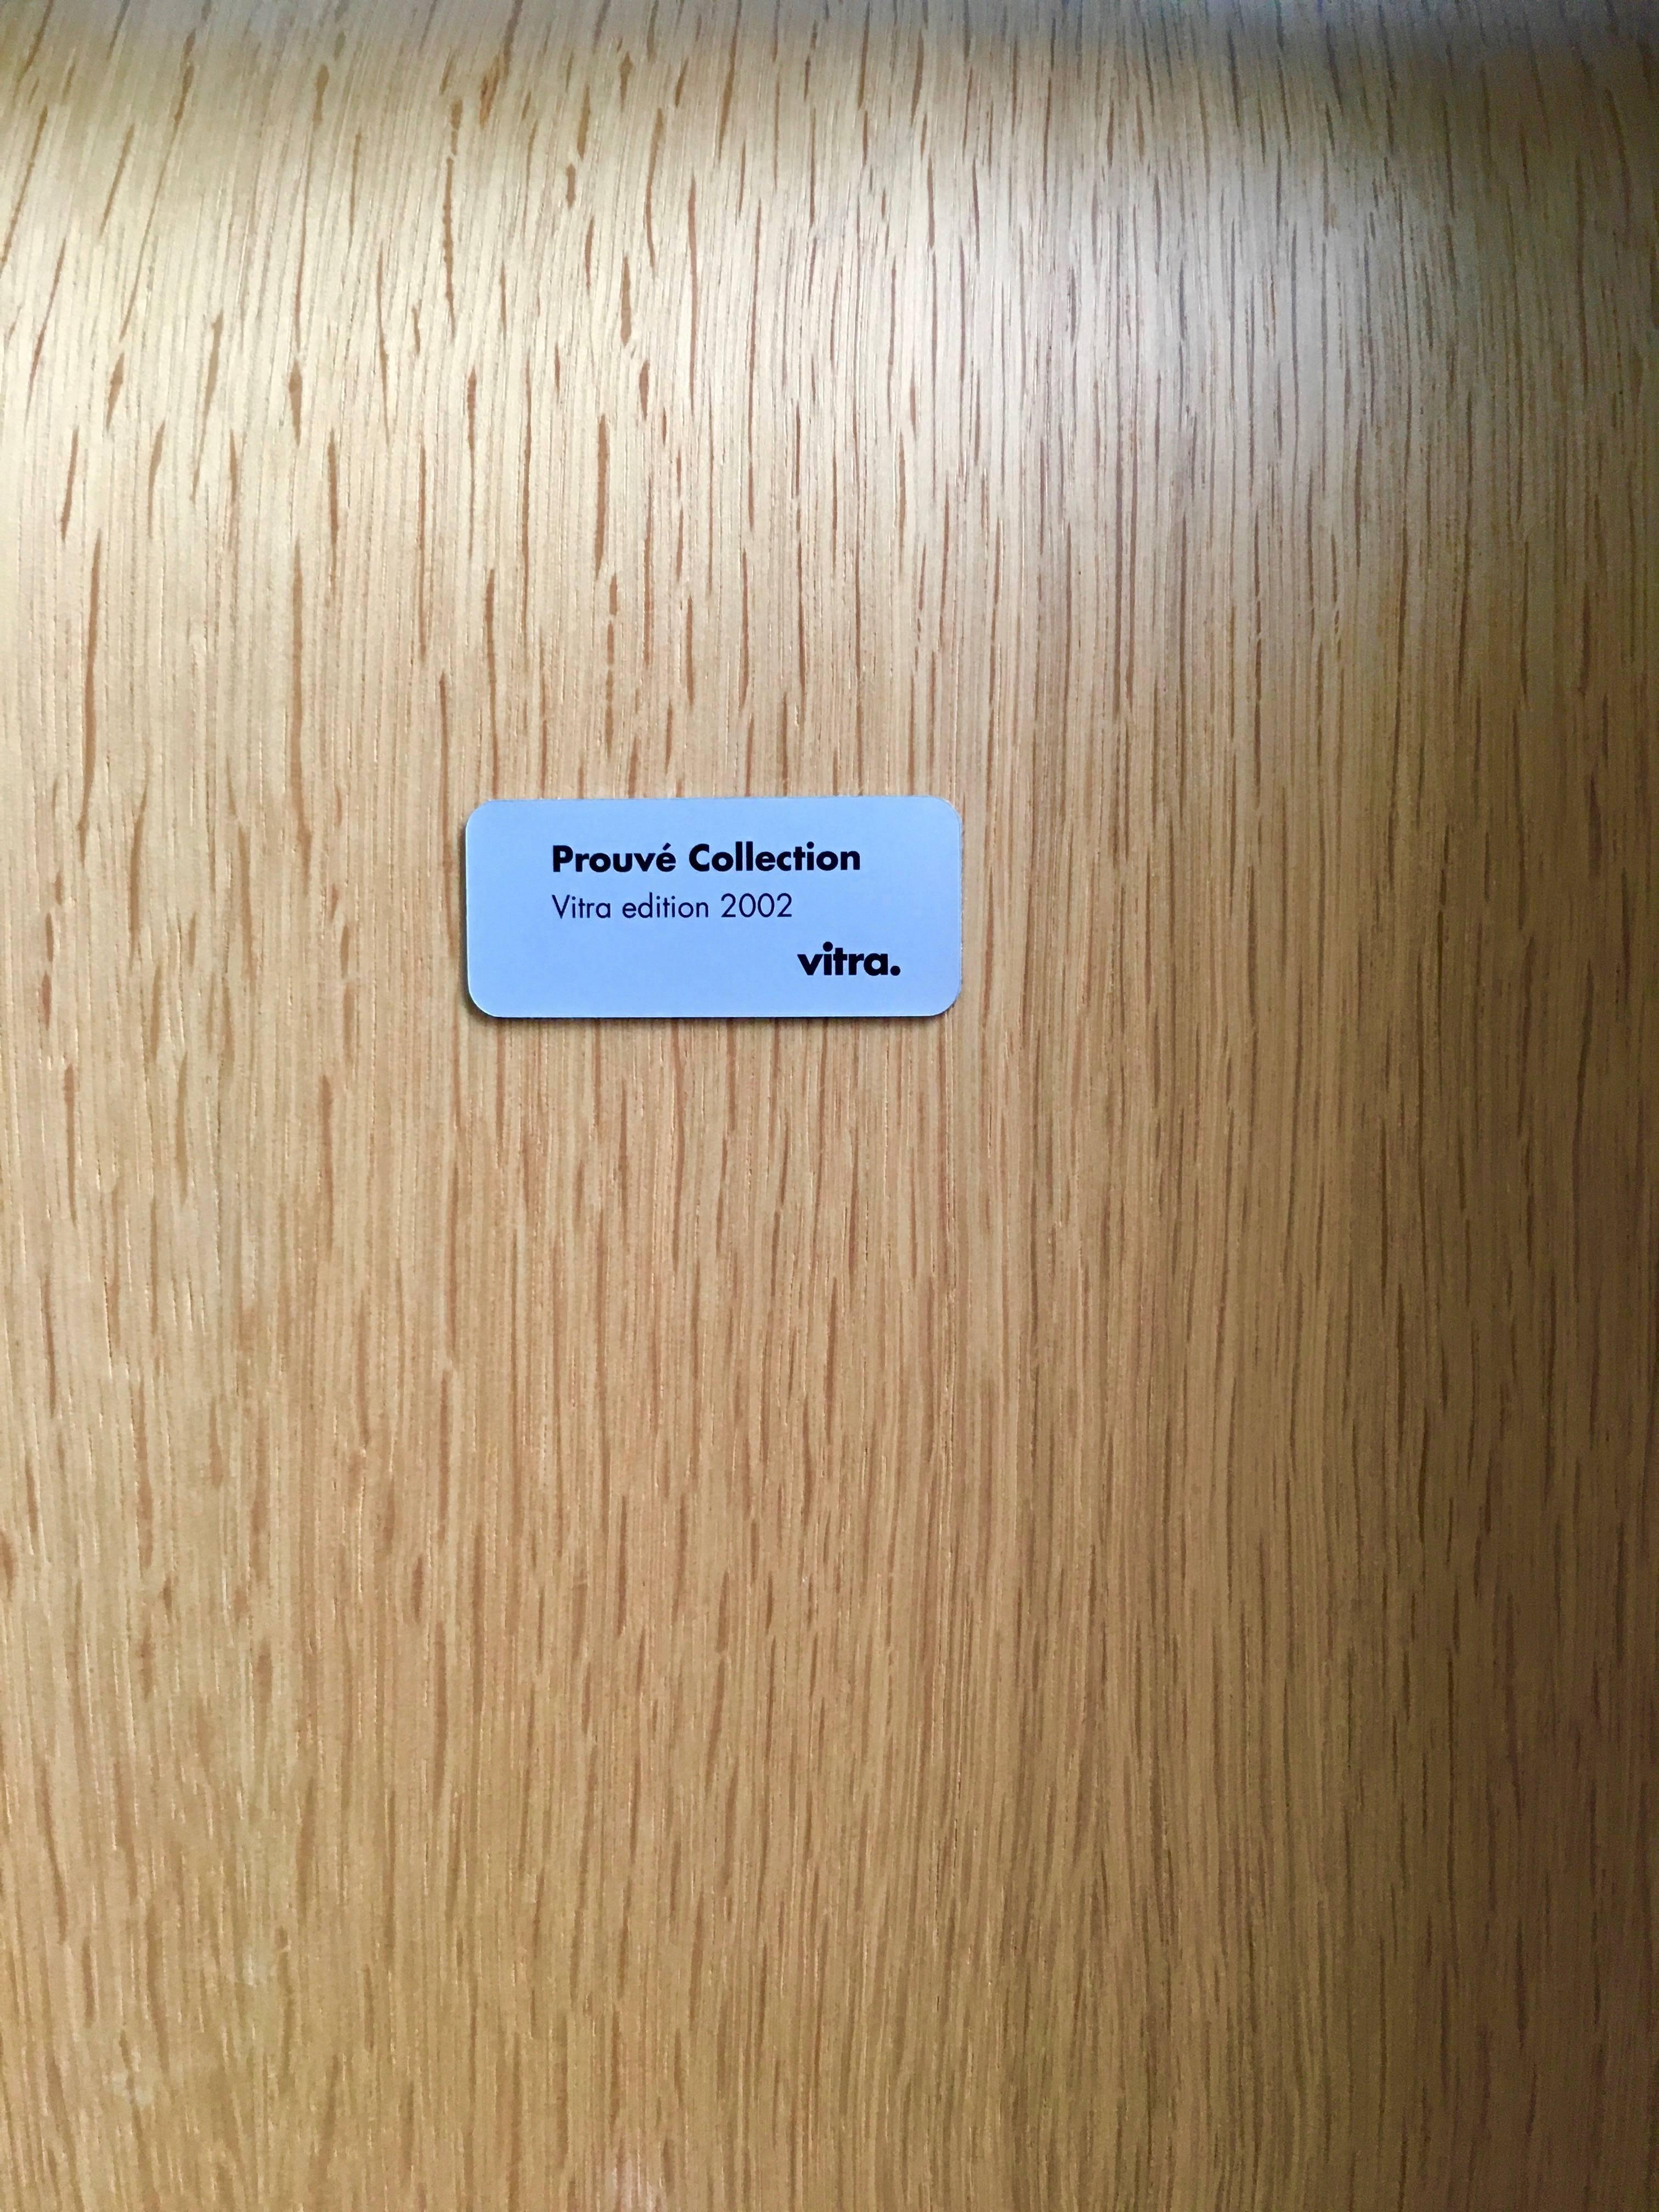 Prouvé Collection
Vitra edition 2002
vitra.